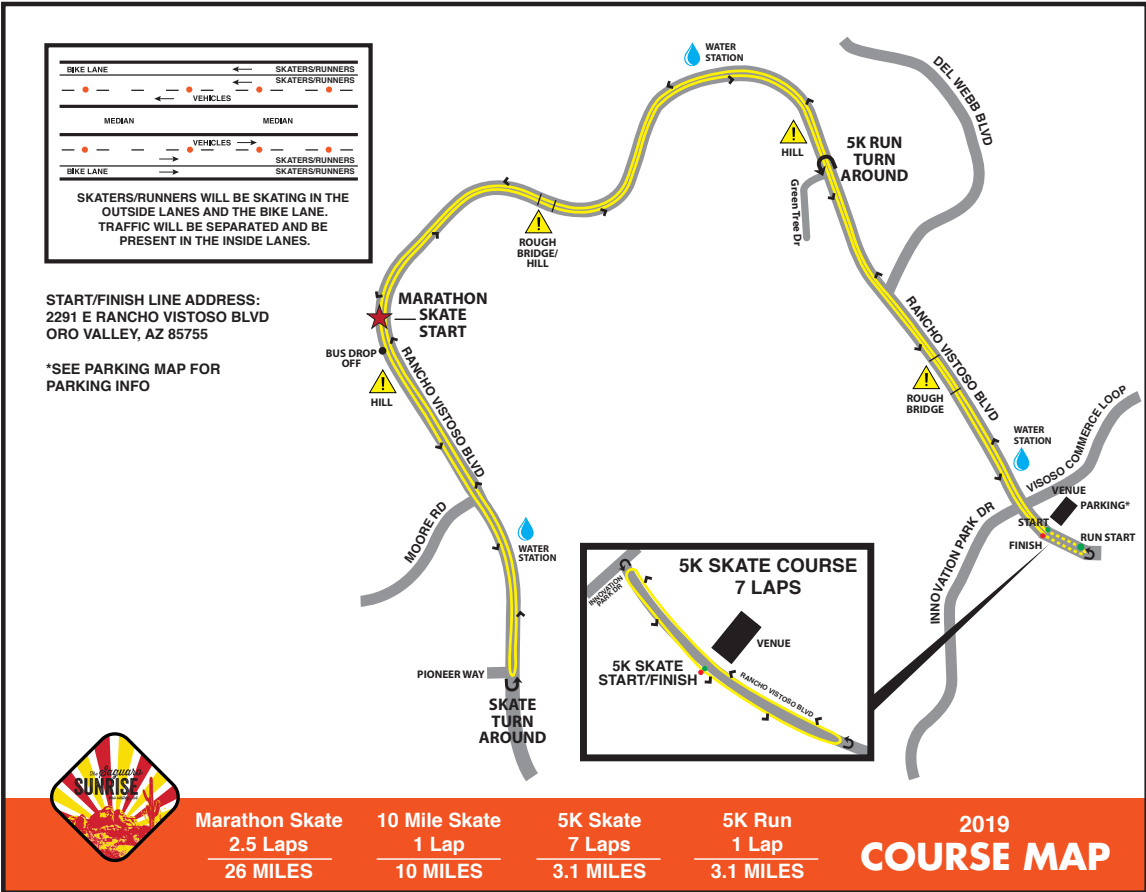 BIKE LANE
SKATERS/RUNNERS
SKATERS/RUNNERS
VEHICLES
MEDIAN
MEDIAN
VEHICLES
SKATERS/RUNNERS
BIKE LANE
SKATERS/RUNNERS
SKATERS/RUNNERS WILL BE SKATING IN THE
OUTSIDE LANES AND THE BIKE LANE.
TRAFFIC WILL BE SEPARATED AND BE
PRESENT IN THE INSIDE LANES.
START/FINISH LINE ADDRESS:
2291 E RANCHO VISTOSO BLVD
ORO VALLEY, AZ 85755
*SEE PARKING MAP FOR
PARKING INFO
WATER
STATION
DEL WEBB BLVD
!
HILL
5K RUN
TURN
AROUND
Green Tree Dr
!
ROUGH
BRIDGE/
HILL
MARATHON
SKATE
START
BUS DROP
OFF
!
HILL
RANCHO VISTOSO BLVD
RANCHO VISTOSO BLVD
!
ROUGH
BRIDGE
WATER
STATION
VISOSO COMMERCE LOOP
VENUE
PARKING*
START
FINISH
RUN START
INNOVATION PARK DR
MOORE RD
WATER
STATION
PIONEER WAY
SKATE
TURN
AROUND
5K SKATE COURSE
7 LAPS
INNOVATION
PARK DR
VENUE
5K SKATE
START/FINISH
RANCHO VISTOSO BLVD
The Saguaro
SUNRISE
Marathon Skate
2.5 Laps
26 MILES
10 Mile Skate
1 Lap
10 MILES
5K Skate
7 Laps
3.1 MILES
5K Run
1 Lap
3.1 MILES
2019
COURSE MAP